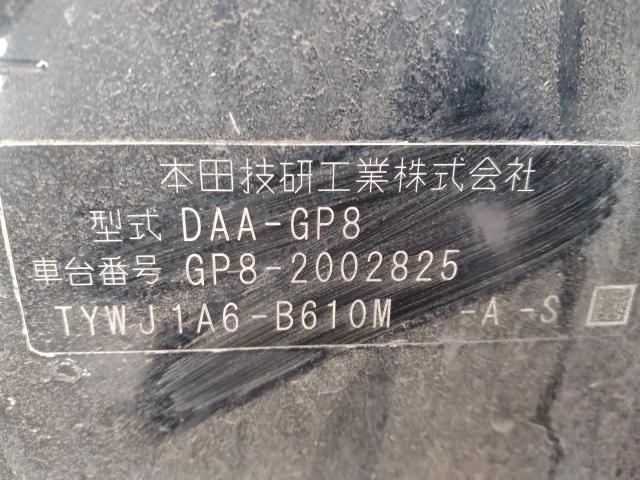 本田技研工業株式会社
型式 DAA-GP8
車台番号 GP8-2002825
TYWJ1A6-B610M -A -S